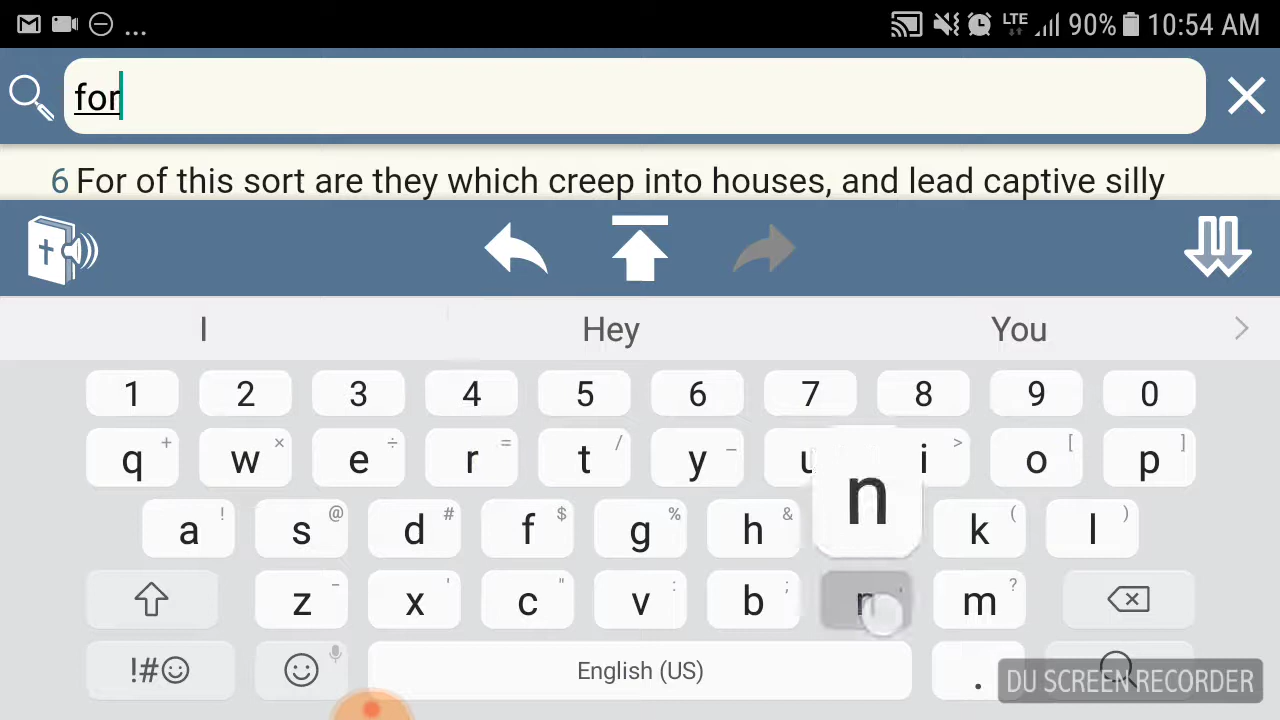 ... LTE 90% 10:54 AM
for
6 For of this sort are they which creep into houses, and lead captive silly
I Hey You
1 2 3 4 5 6 7 8 9 0
+ × ÷ = / _ > [ ]
q w e r t y u i o p
! @ # $ % & ( )
a s d f g h n k l
- ' " : ; ' ?
z x c v b n m
!#☺ English (US) .
DU SCREEN RECORDER